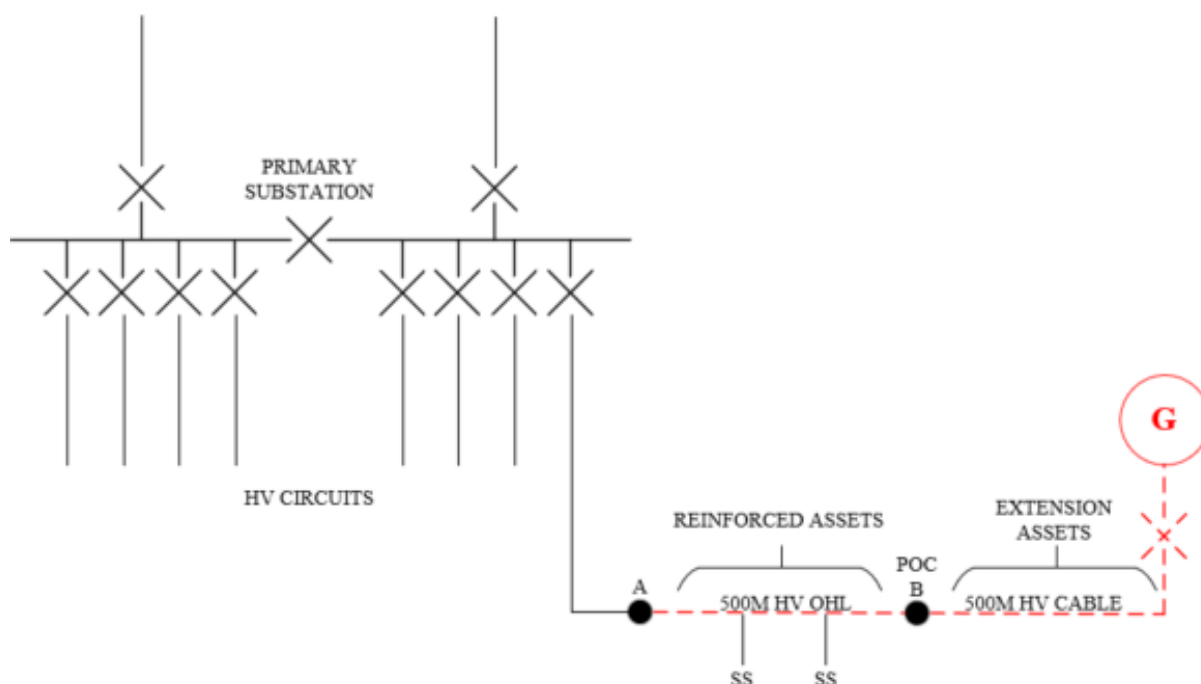 PRIMARY
SUBSTATION
G
HV CIRCUITS
REINFORCED ASSETS
EXTENSION
ASSETS
A
POC
B
500M HV OHL
500M HV CABLE
SS
SS